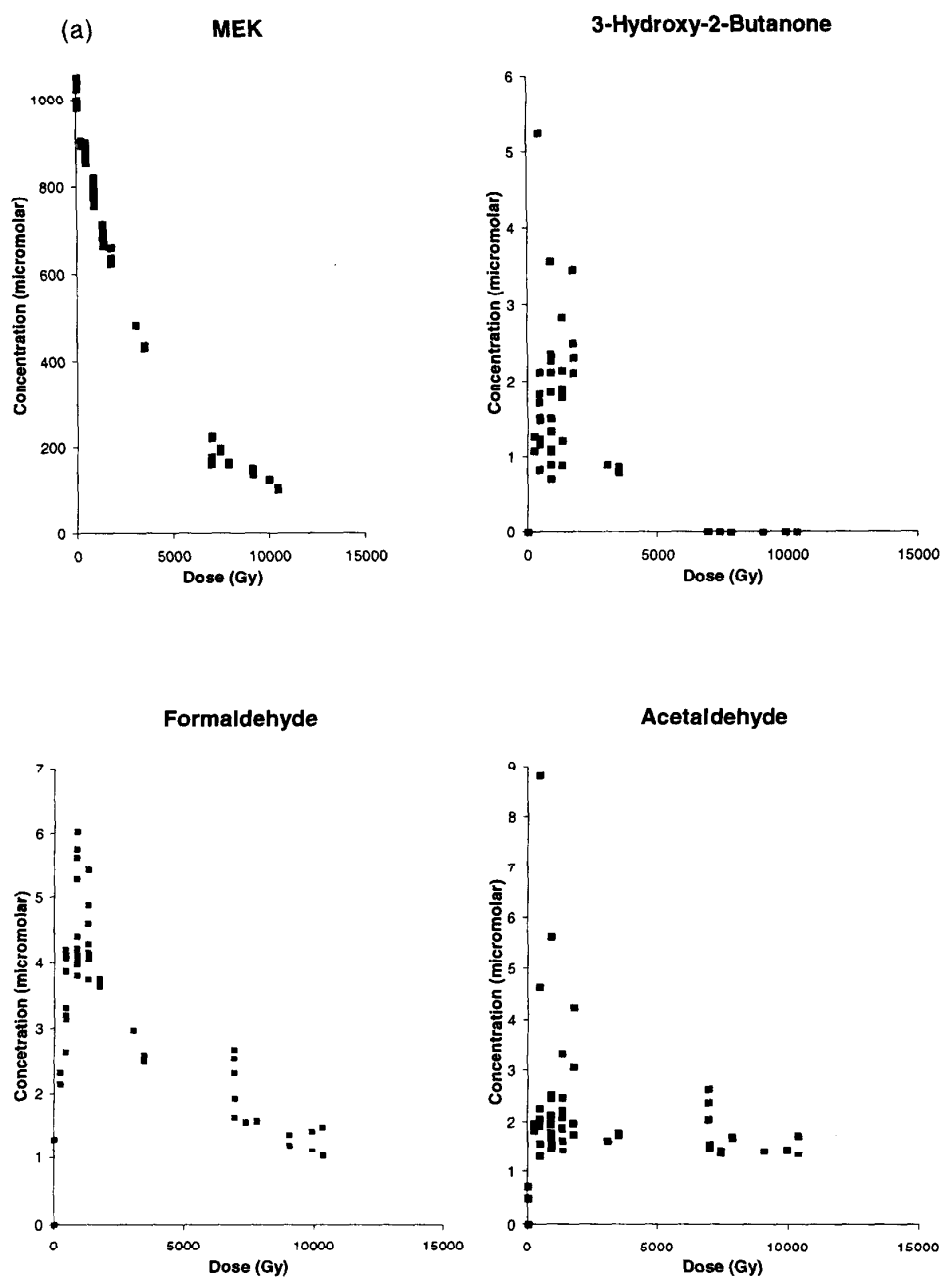 (a)
MEK
1000
800
600
400
200
0
Concentration (micromolar)
0 5000 10000 15000
Dose (Gy)
3-Hydroxy-2-Butanone
6
5
4
3
2
1
0
Concentration (micromolar)
0 5000 10000 15000
Dose (Gy)
Formaldehyde
7
6
5
4
3
2
1
0
Concetration (micromolar)
0 5000 10000 15000
Dose (Gy)
Acetaldehyde
9
8
7
6
5
4
3
2
1
0
Concentration (micromolar)
0 5000 10000 15000
Dose (Gy)